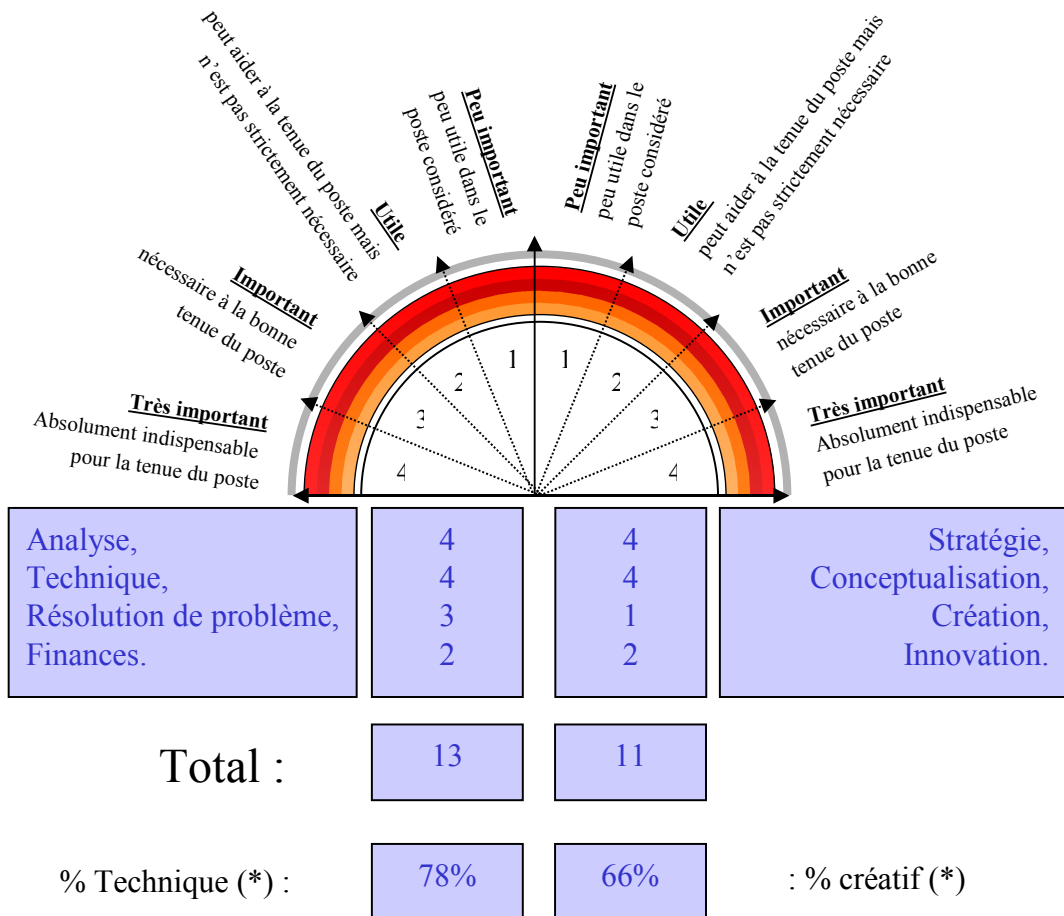 Très important
Absolument indispensable
pour la tenue du poste
Important
nécessaire à la bonne
tenue du poste
Utile
peut aider à la tenue du poste mais
n’est pas strictement nécessaire
Peu important
peu utile dans le
poste considéré
Peu important
peu utile dans le
poste considéré
Utile
peut aider à la tenue du poste mais
n’est pas strictement nécessaire
Important
nécessaire à la bonne
tenue du poste
Très important
Absolument indispensable
pour la tenue du poste
1 1
2 2
3 3
4 4
Analyse, 4 4 Stratégie,
Technique, 4 4 Conceptualisation,
Résolution de problème, 3 1 Création,
Finances. 2 2 Innovation.
Total : 13 11
% Technique (*) : 78% 66% : % créatif (*)